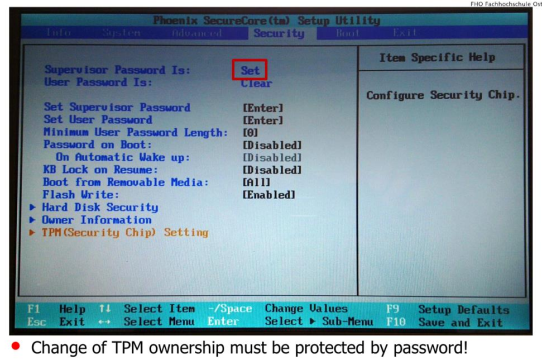 FHO Fachhochschule Ost
Phoenix SecureCore(tm) Setup Utility
Info System Advanced Security Boot Exit
Item Specific Help
Supervisor Password Is: Set
User Password Is: Clear
Configure Security Chip.
Set Supervisor Password [Enter]
Set User Password [Enter]
Minimum User Password Length: [0]
Password on Boot: [Disabled]
On Automatic Wake up: [Disabled]
KB Lock on Resume: [Disabled]
Boot from Removable Media: [All]
Flash Write: [Enabled]
▶ Hard Disk Security
▶ Owner Information
▶ TPM(Security Chip) Setting
F1 Help ↑↓ Select Item -/Space Change Values F9 Setup Defaults
Esc Exit ↔ Select Menu Enter Select ▶ Sub-Menu F10 Save and Exit
• Change of TPM ownership must be protected by password!